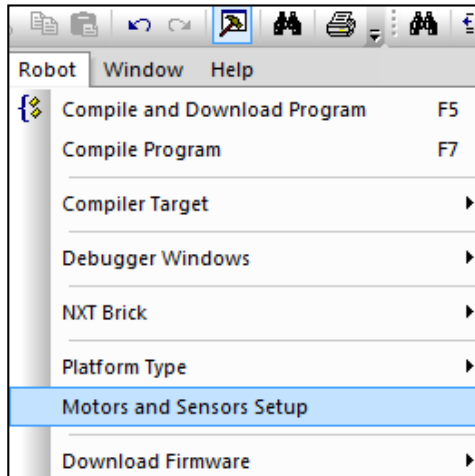 Robot Window Help
Compile and Download Program F5
Compile Program F7
Compiler Target
Debugger Windows
NXT Brick
Platform Type
Motors and Sensors Setup
Download Firmware